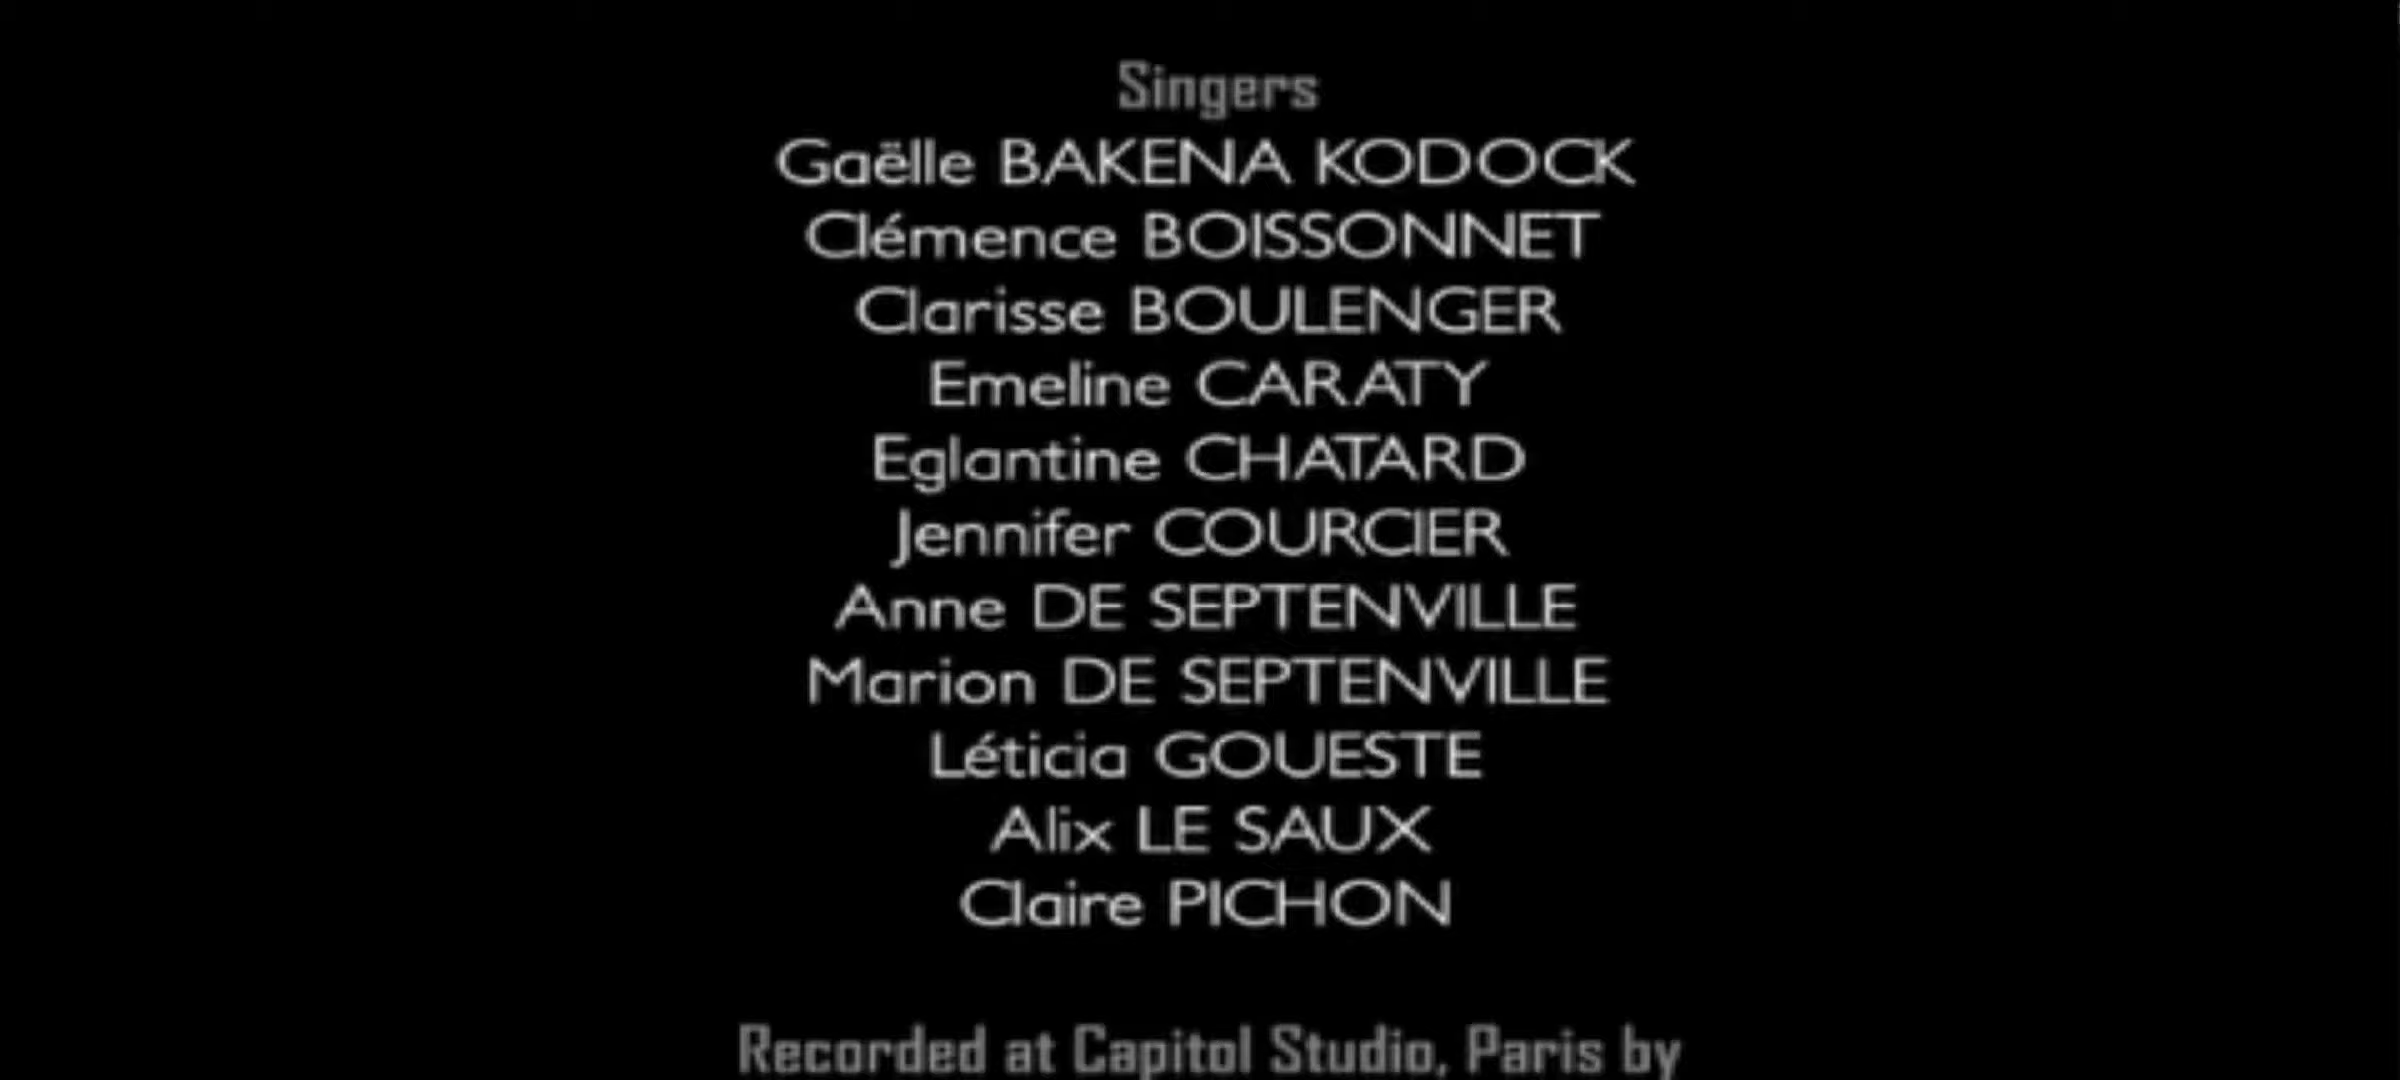 Singers
Gaëlle BAKENA KODOCK
Clémence BOISSONNET
Clarisse BOULENGER
Emeline CARATY
Eglantine CHATARD
Jennifer COURCIER
Anne DE SEPTENVILLE
Marion DE SEPTENVILLE
Léticia GOUESTE
Alix LE SAUX
Claire PICHON
Recorded at Capitol Studio, Paris by